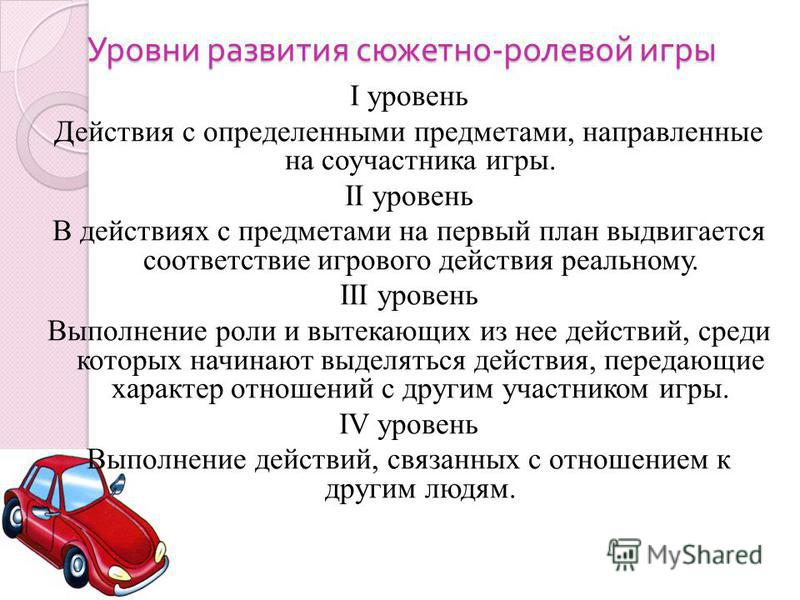 Уровни развития сюжетно-ролевой игры
I уровень
Действия с определенными предметами, направленные
на соучастника игры.
II уровень
В действиях с предметами на первый план выдвигается
соответствие игрового действия реальному.
III уровень
Выполнение роли и вытекающих из нее действий, среди
которых начинают выделяться действия, передающие
характер отношений с другим участником игры.
IV уровень
Выполнение действий, связанных с отношением к
другим людям.
MyShared